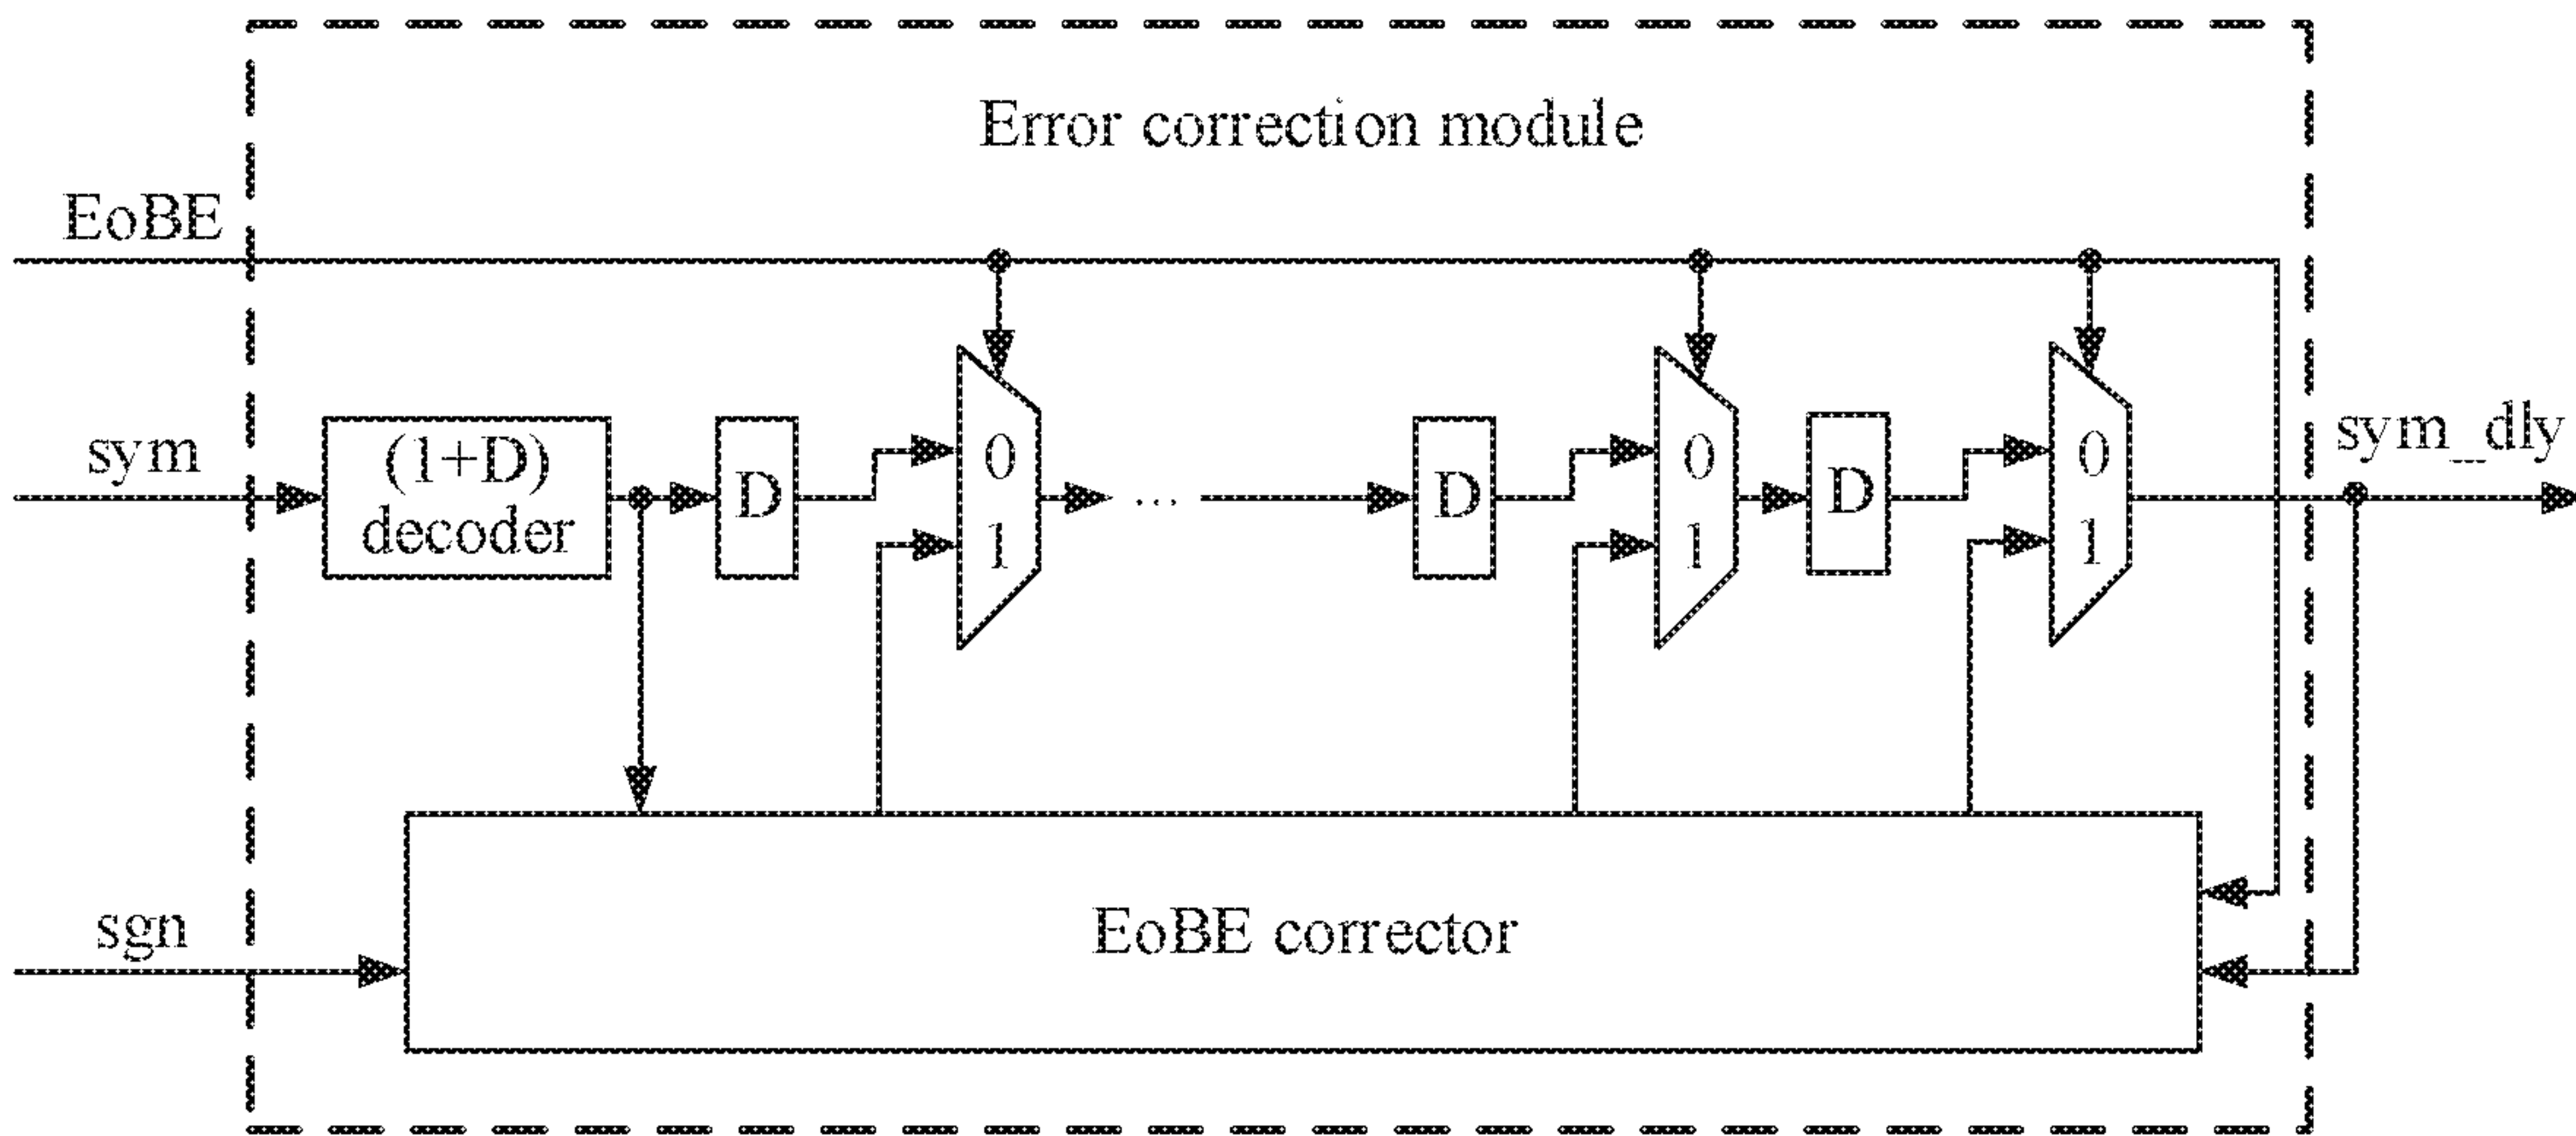 Error correction module
EoBE
sym
(1+D)
decoder
D
0
1
...
D
0
1
D
0
1
sym_dly
sgn
EoBE corrector